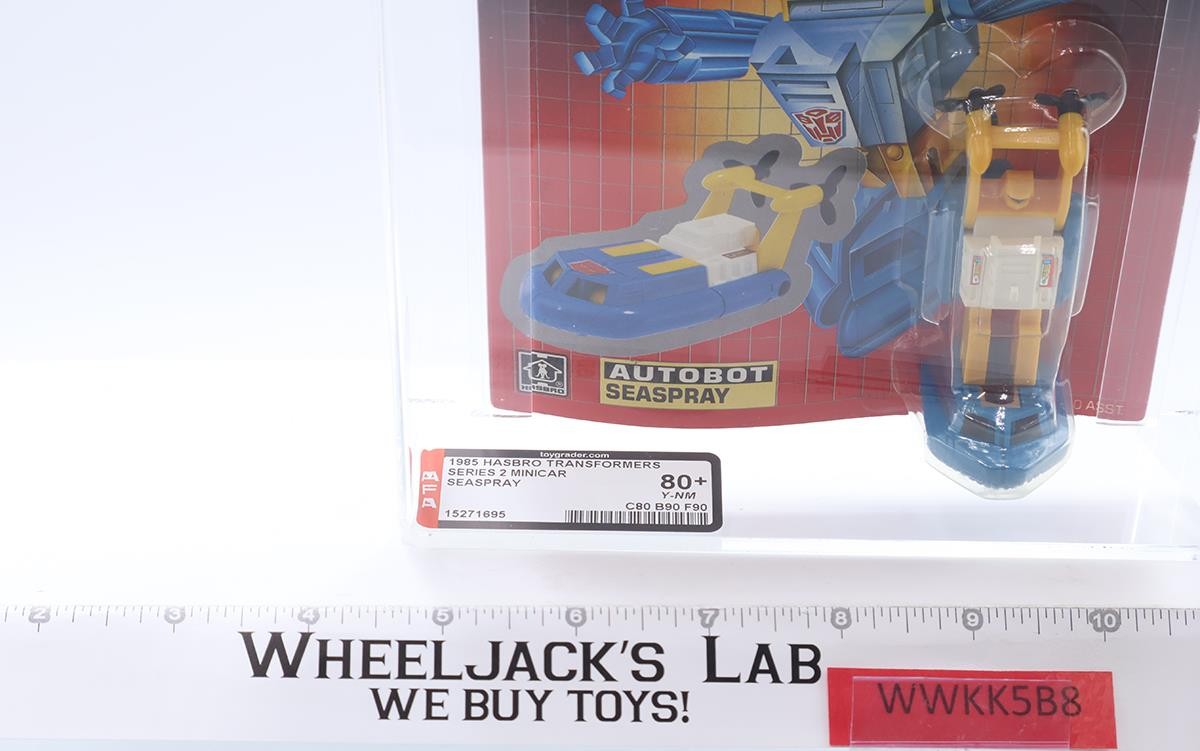 HASBRO
®
AUTOBOT
SEASPRAY
O ASST.
toygrader.com
AFA
1985 HASBRO TRANSFORMERS
SERIES 2 MINICAR
SEASPRAY
80+
Y-NM
C80 B90 F90
15271695
2 3 4 5 6 7 8 9 10
WHEELJACK'S LAB
WE BUY TOYS!
WWKK5B8